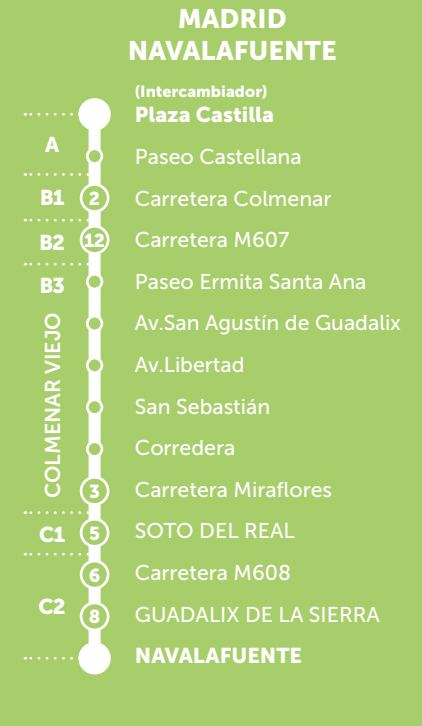 MADRID
NAVALAFUENTE
(Intercambiador)
Plaza Castilla
A
Paseo Castellana
B1 2 Carretera Colmenar
B2 12 Carretera M607
B3 Paseo Ermita Santa Ana
COLMENAR VIEJO
Av.San Agustín de Guadalix
Av.Libertad
San Sebastián
Corredera
3 Carretera Miraflores
C1 5 SOTO DEL REAL
6 Carretera M608
C2 8 GUADALIX DE LA SIERRA
NAVALAFUENTE